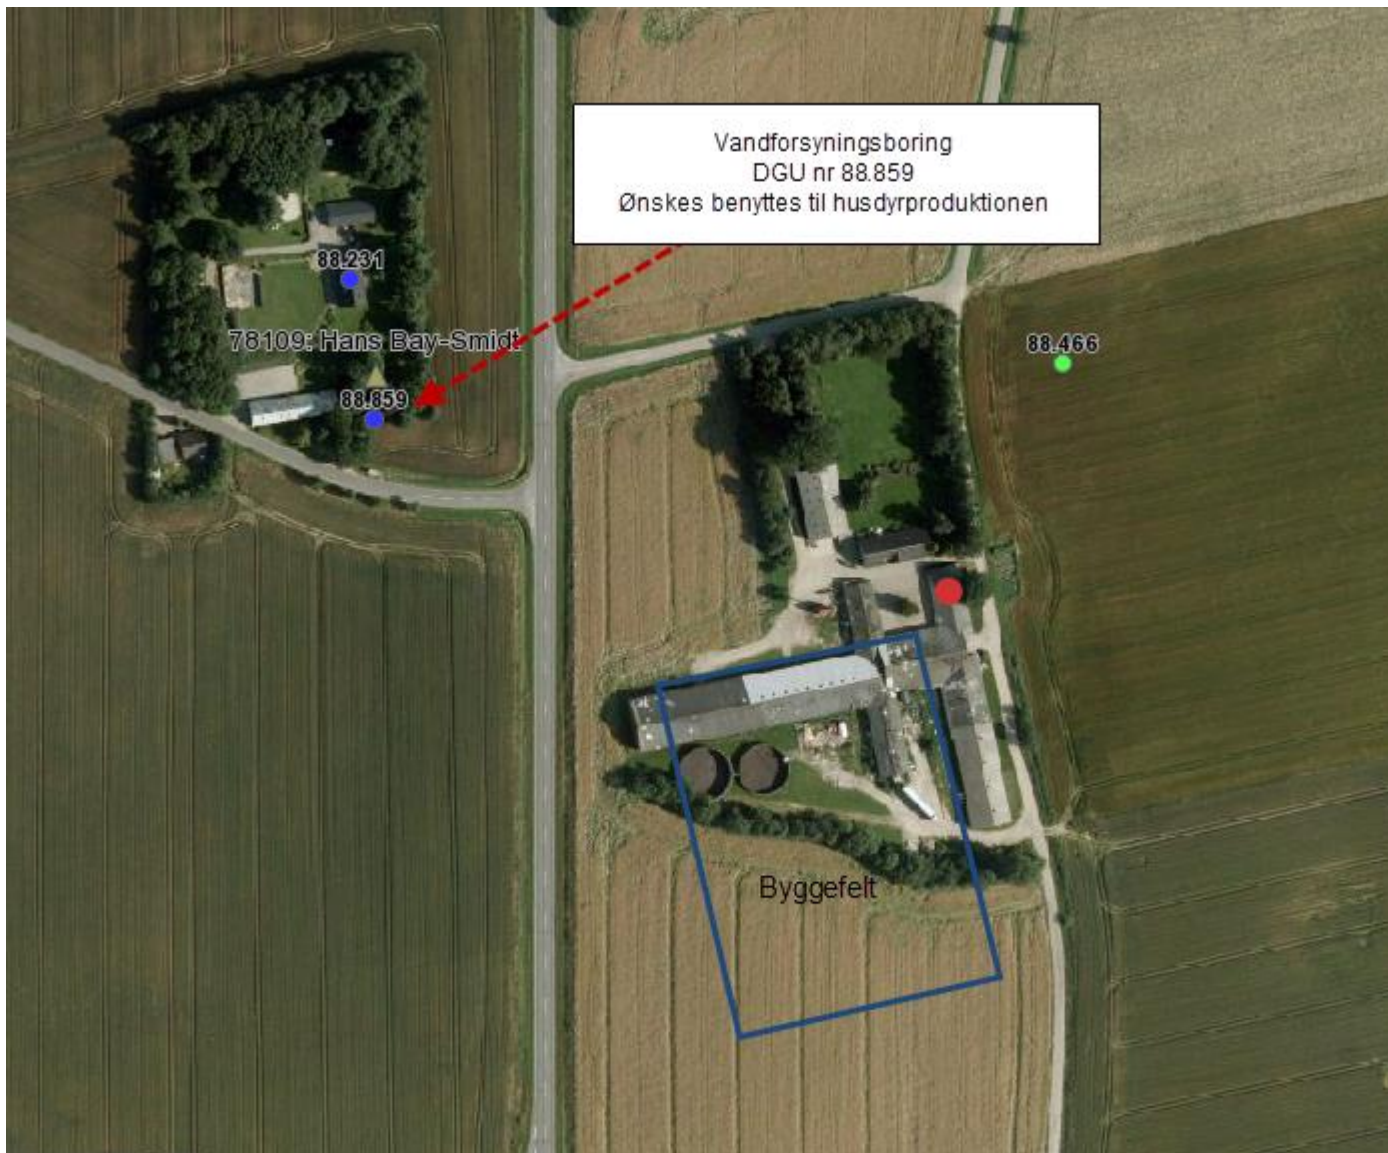 Vandforsyningsboring
DGU nr 88.859
Ønskes benyttes til husdyrproduktionen
88.231
78109: Hans Bay-Smidt
88.466
88.859
Byggefelt